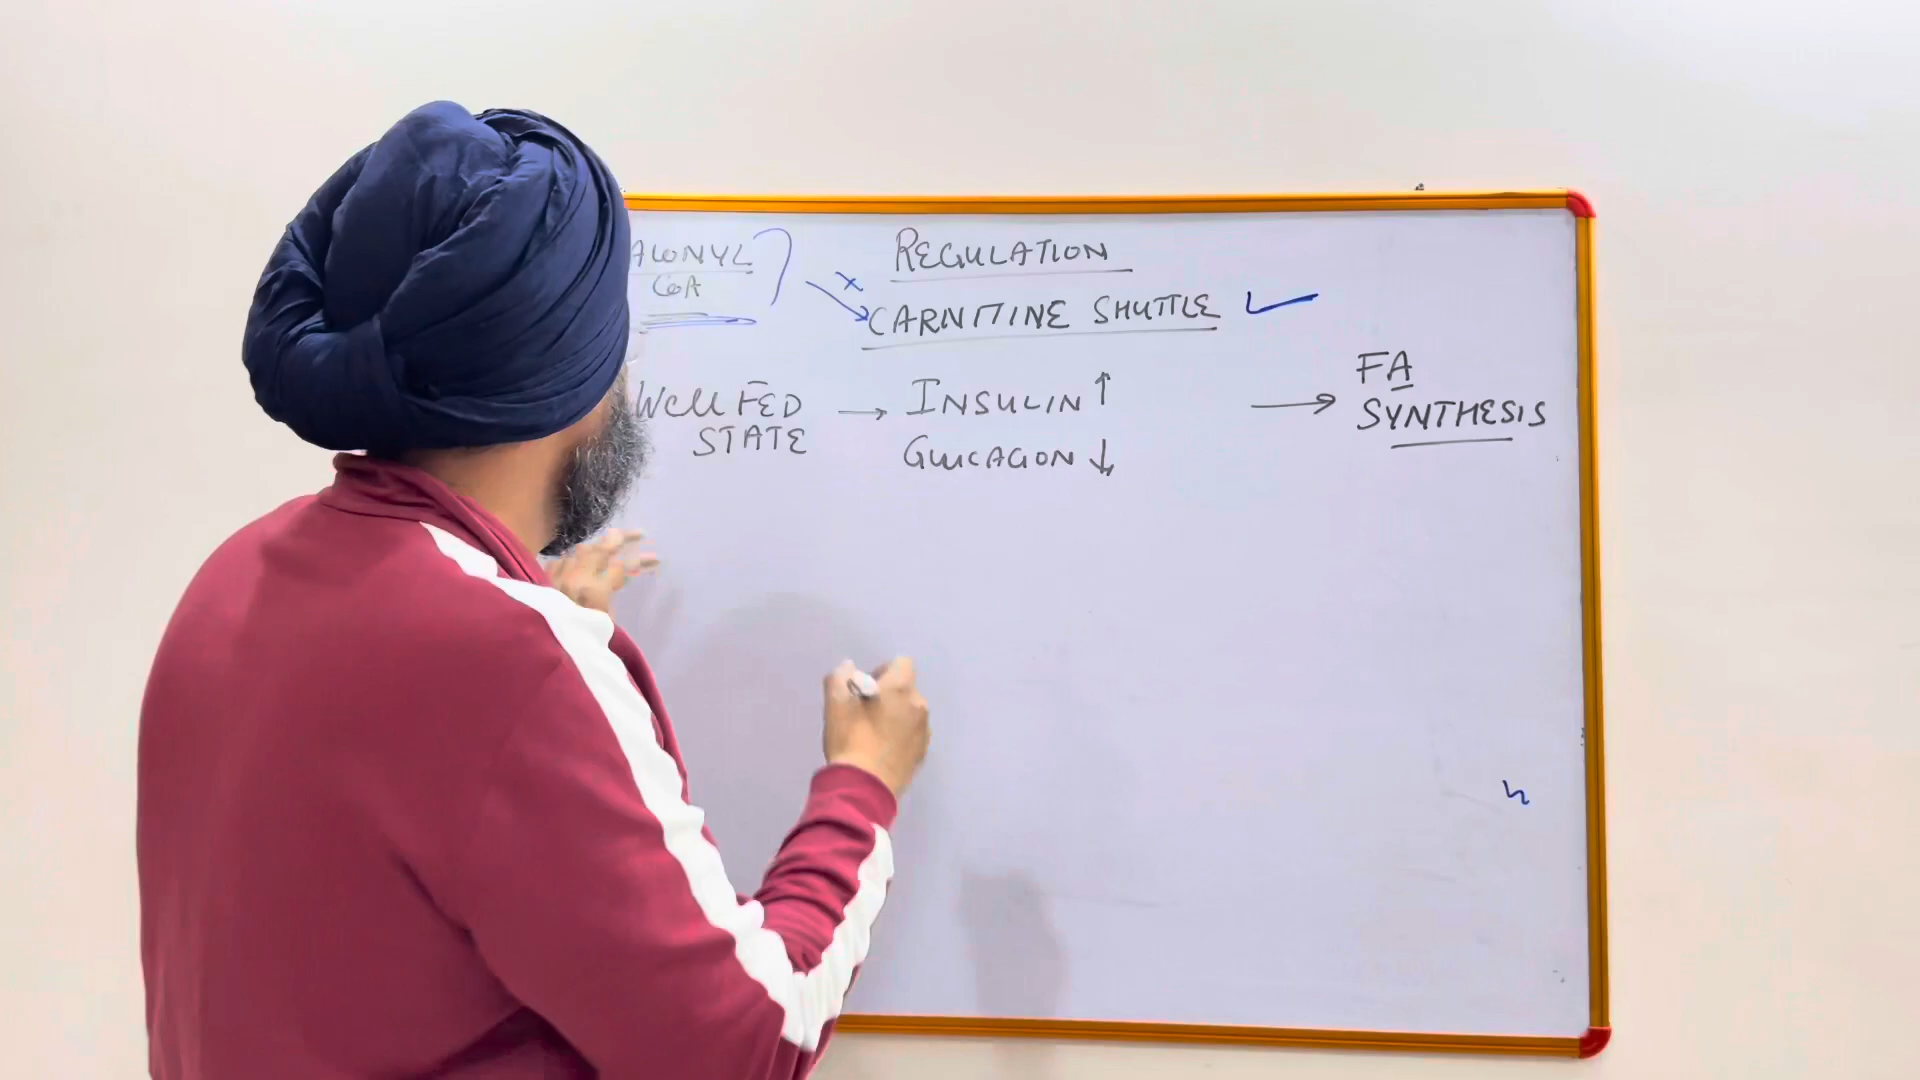 REGULATION
ALONYL
COA
x
CARNITINE SHUTTLE
WELL FED
STATE
→ INSULIN ↑
GLUCAGON ↓
→ FA
SYNTHESIS